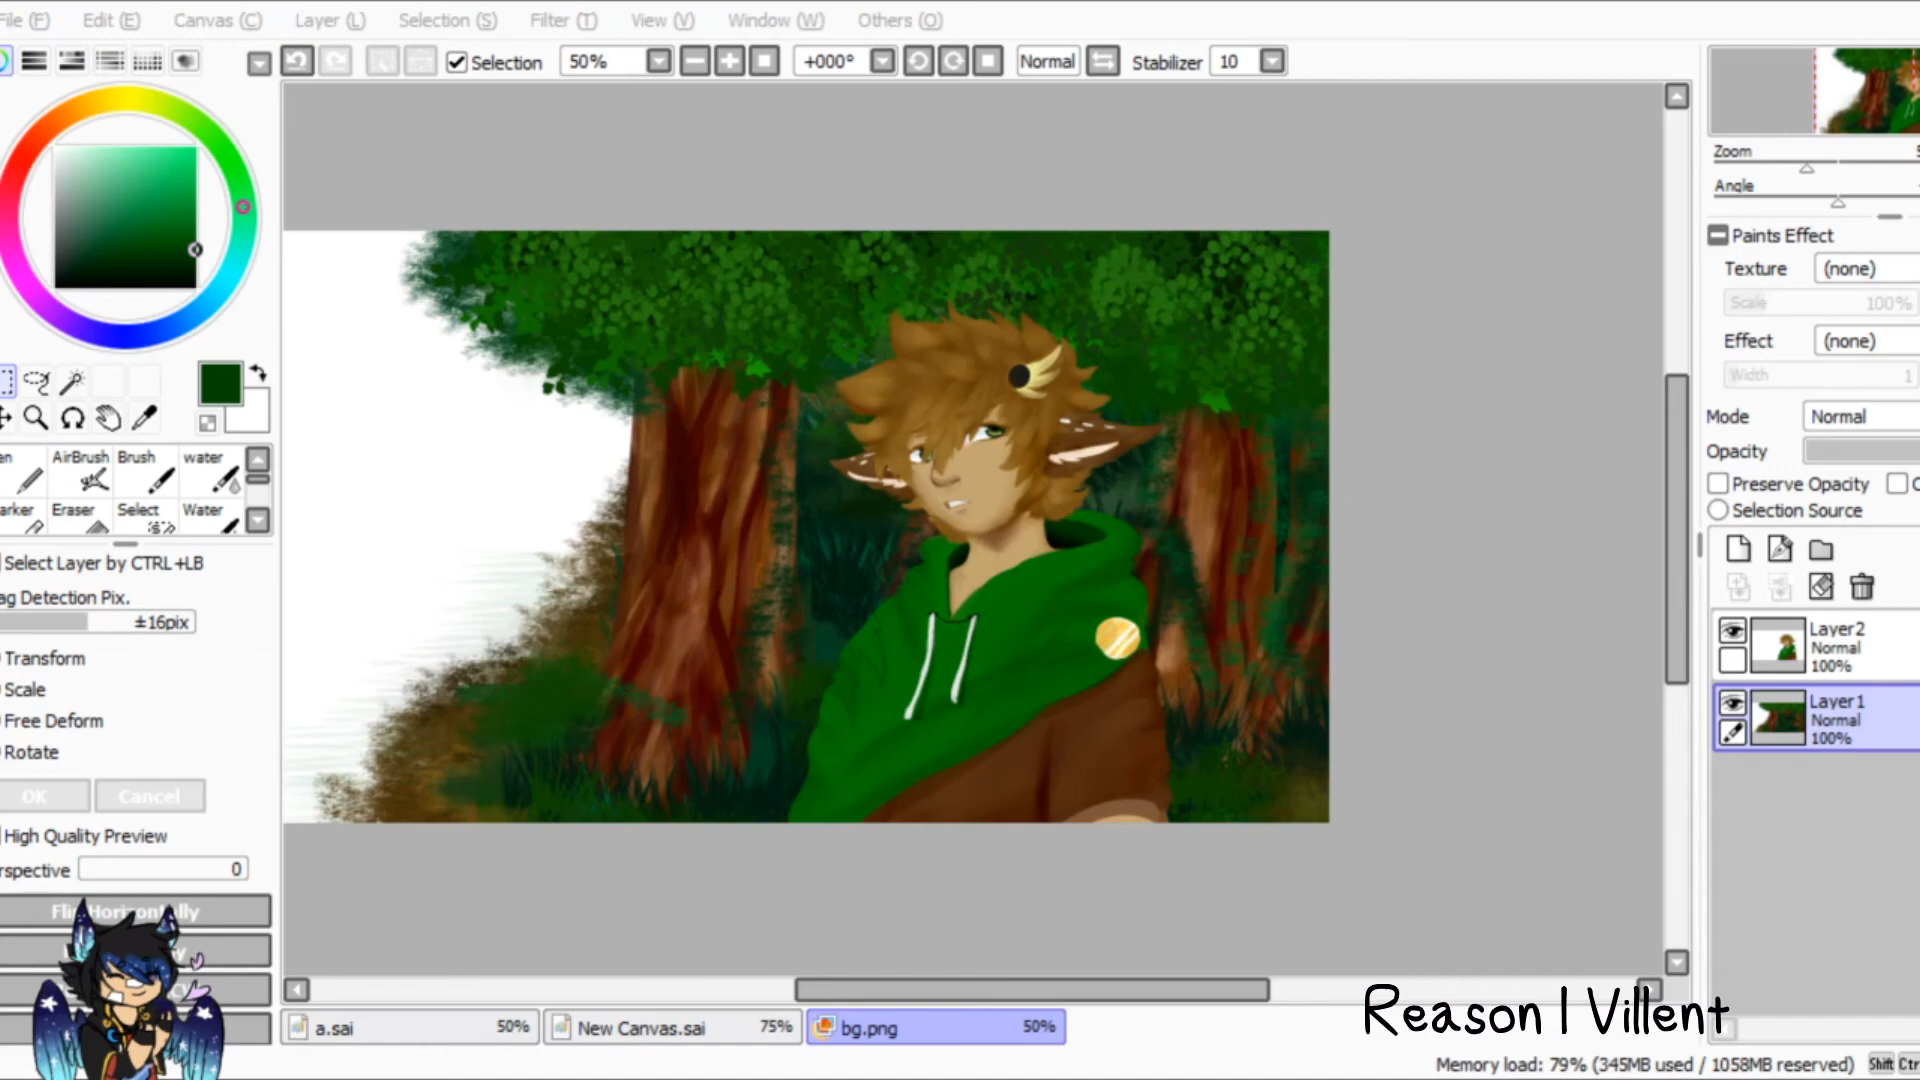 File (F) Edit (E) Canvas (C) Layer (L) Selection (S) Filter (T) View (V) Window (W) Others (O)
Selection 50% +000° Normal Stabilizer 10
Zoom
Angle
Paints Effect
Texture (none)
Scale 100%
Effect (none)
Width 1
Mode Normal
Opacity
Preserve Opacity
Selection Source
AirBrush Brush water
Eraser Select Water
Select Layer by CTRL+LB
ag Detection Pix.
±16pix
Transform
Scale
Free Deform
Rotate
OK Cancel
High Quality Preview
rspective 0
Layer2
Normal
100%
Layer1
Normal
100%
a.sai 50% New Canvas.sai 75% bg.png 50%
Reason | Villent
Memory load: 79% (345MB used / 1058MB reserved) Shift Ctr